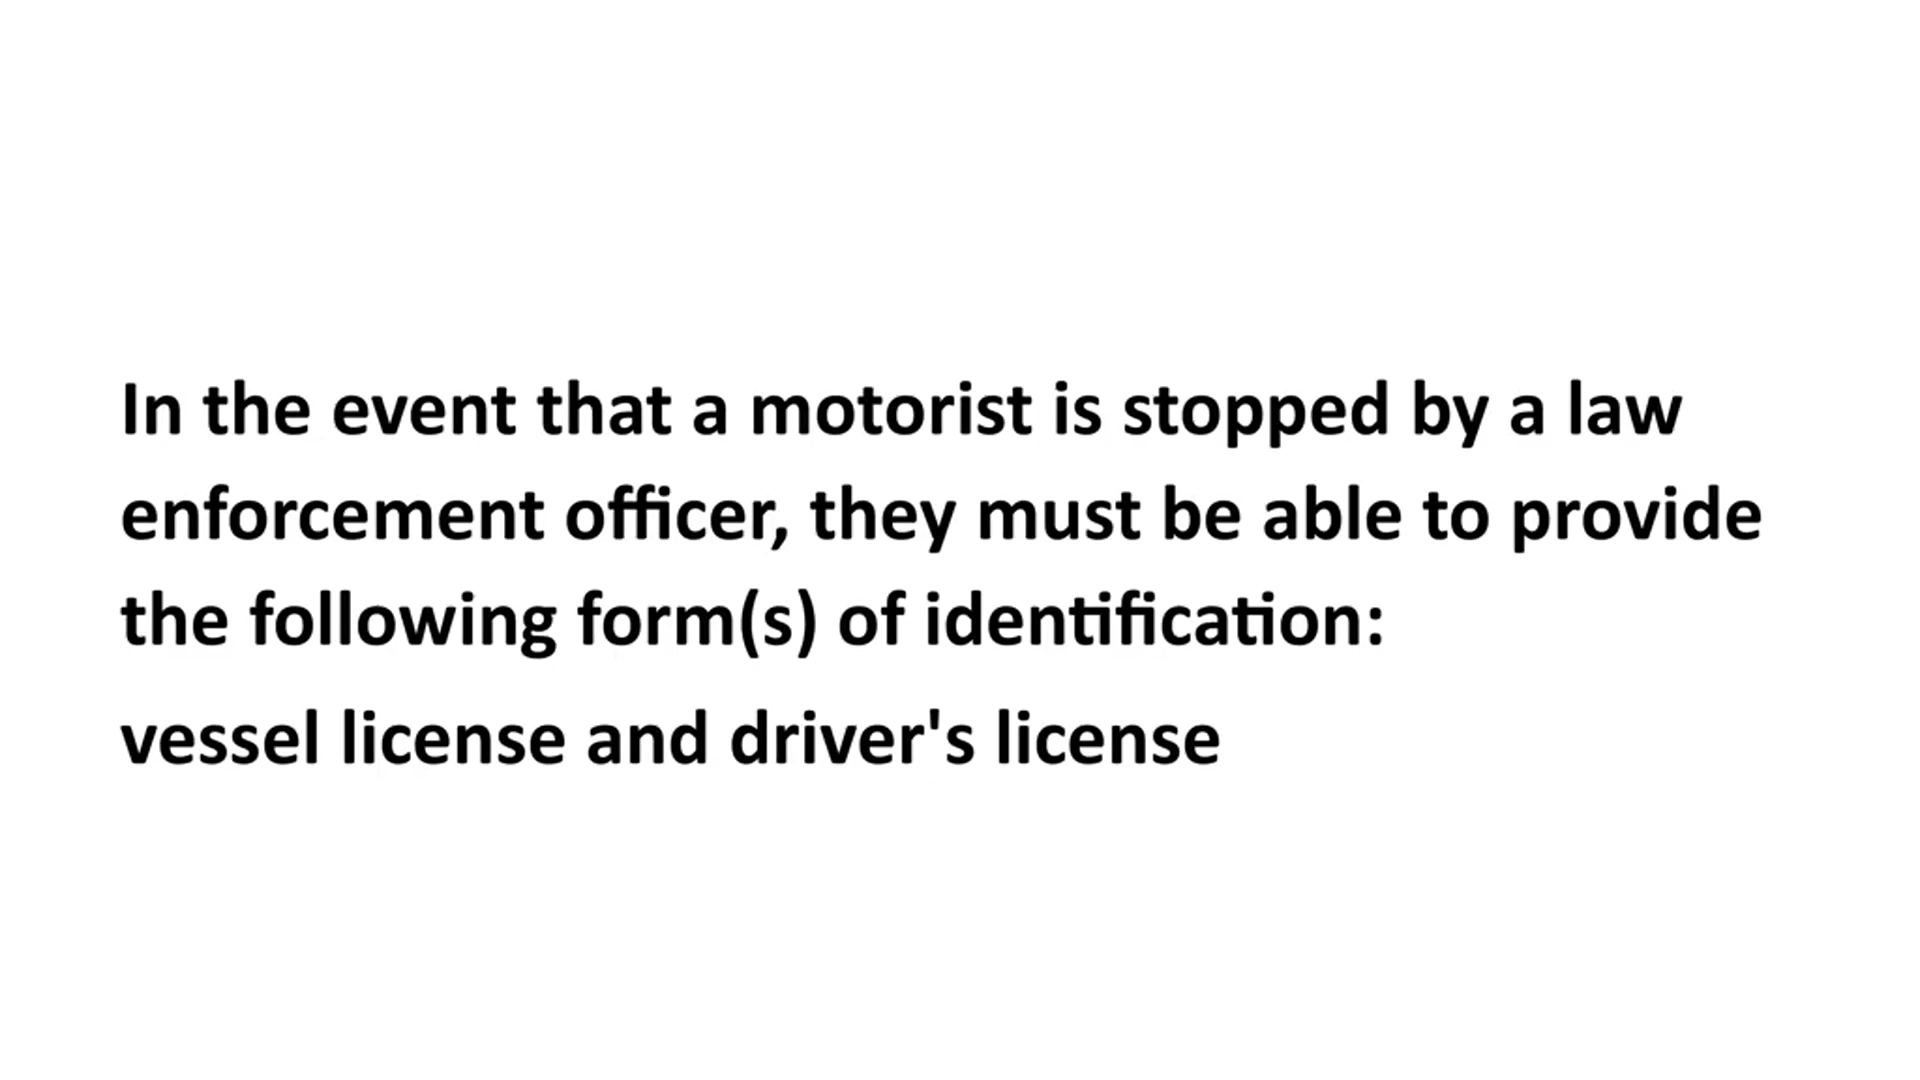 In the event that a motorist is stopped by a law
enforcement officer, they must be able to provide
the following form(s) of identification:
vessel license and driver's license